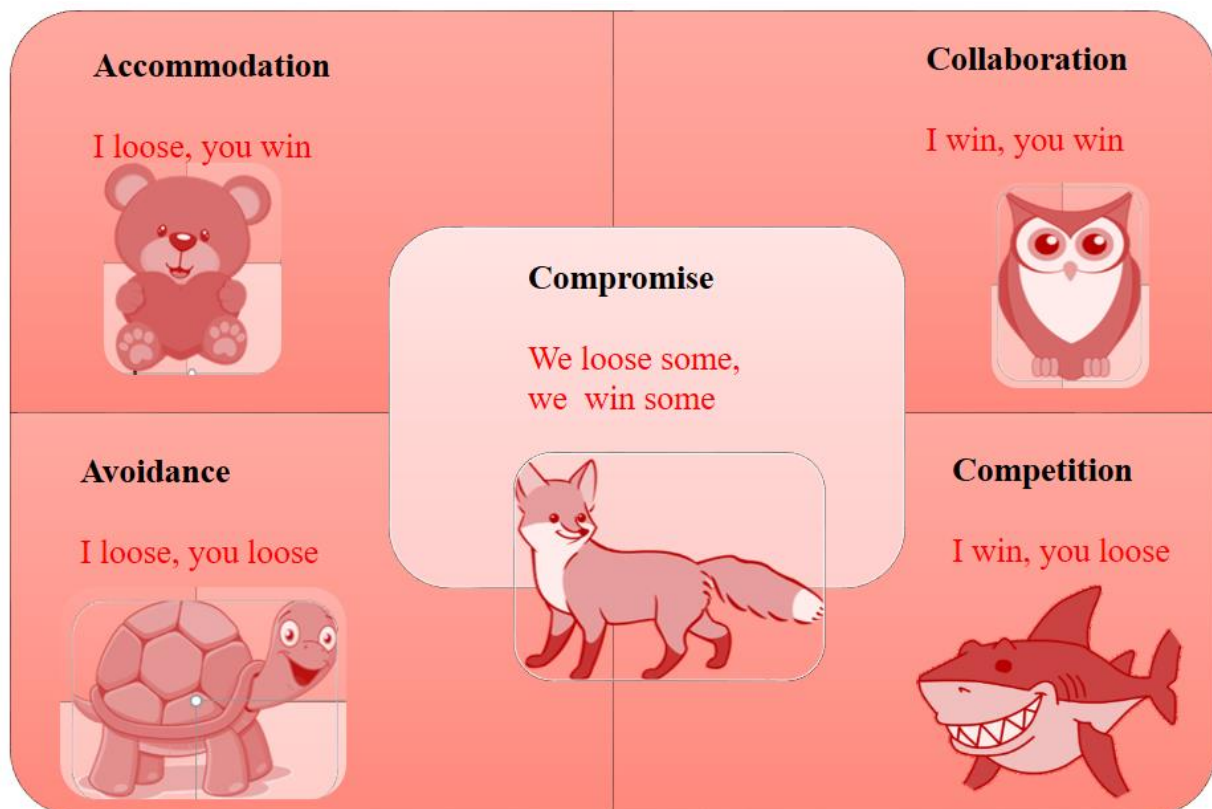 Accommodation
I loose, you win
Collaboration
I win, you win
Compromise
We loose some,
we  win some
Avoidance
I loose, you loose
Competition
I win, you loose